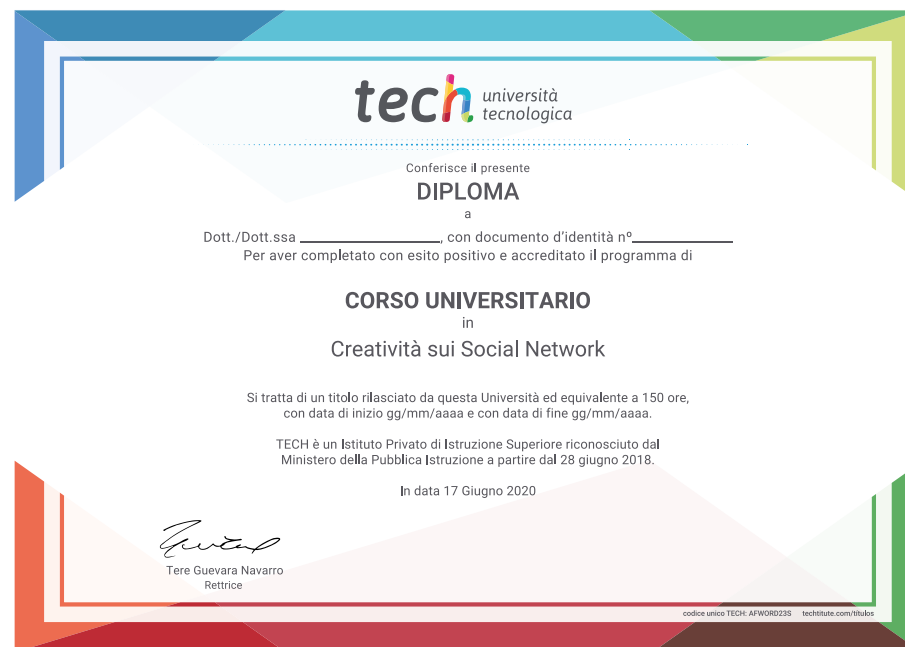 tech università
tecnologica
Conferisce il presente
DIPLOMA
a
Dott./Dott.ssa ____________________, con documento d'identità nº______________
Per aver completato con esito positivo e accreditato il programma di
CORSO UNIVERSITARIO
in
Creatività sui Social Network
Si tratta di un titolo rilasciato da questa Università ed equivalente a 150 ore,
con data di inizio gg/mm/aaaa e con data di fine gg/mm/aaaa.
TECH è un Istituto Privato di Istruzione Superiore riconosciuto dal
Ministero della Pubblica Istruzione a partire dal 28 giugno 2018.
In data 17 Giugno 2020
Tere Guevara Navarro
Rettrice
codice unico TECH: AFWORD23S techtitute.com/titulos